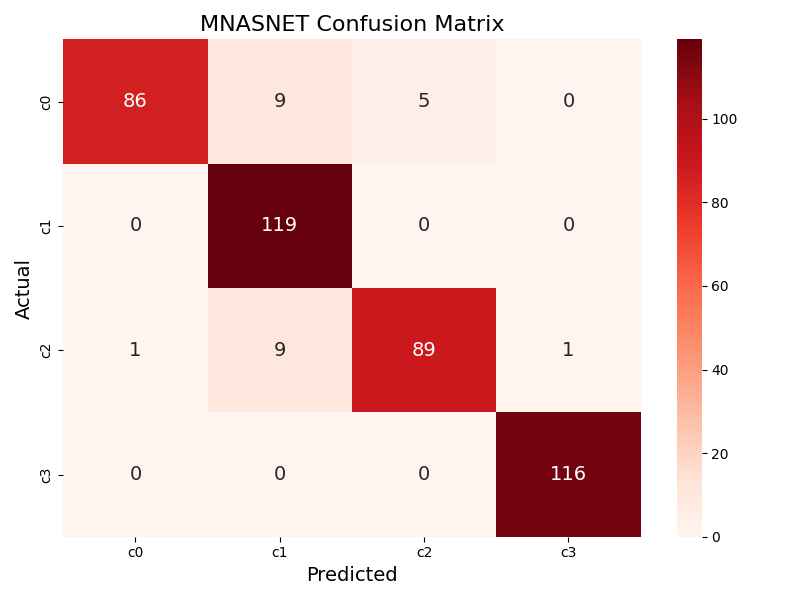 MNASNET Confusion Matrix
c0 86 9 5 0
c1 0 119 0 0
c2 1 9 89 1
c3 0 0 0 116
c0 c1 c2 c3
Predicted
Actual
100
80
60
40
20
0